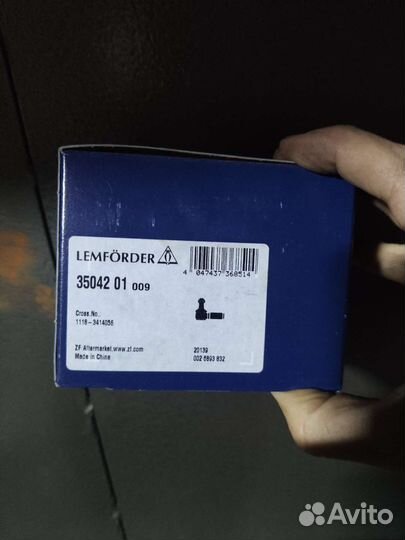 LEMFÖRDER
4 047437 368514
35042 01 009
Cross.No.:
1118-3414056
ZF Aftermarket,www.zf.com
Made in China
20139
002 6893 832
Avito